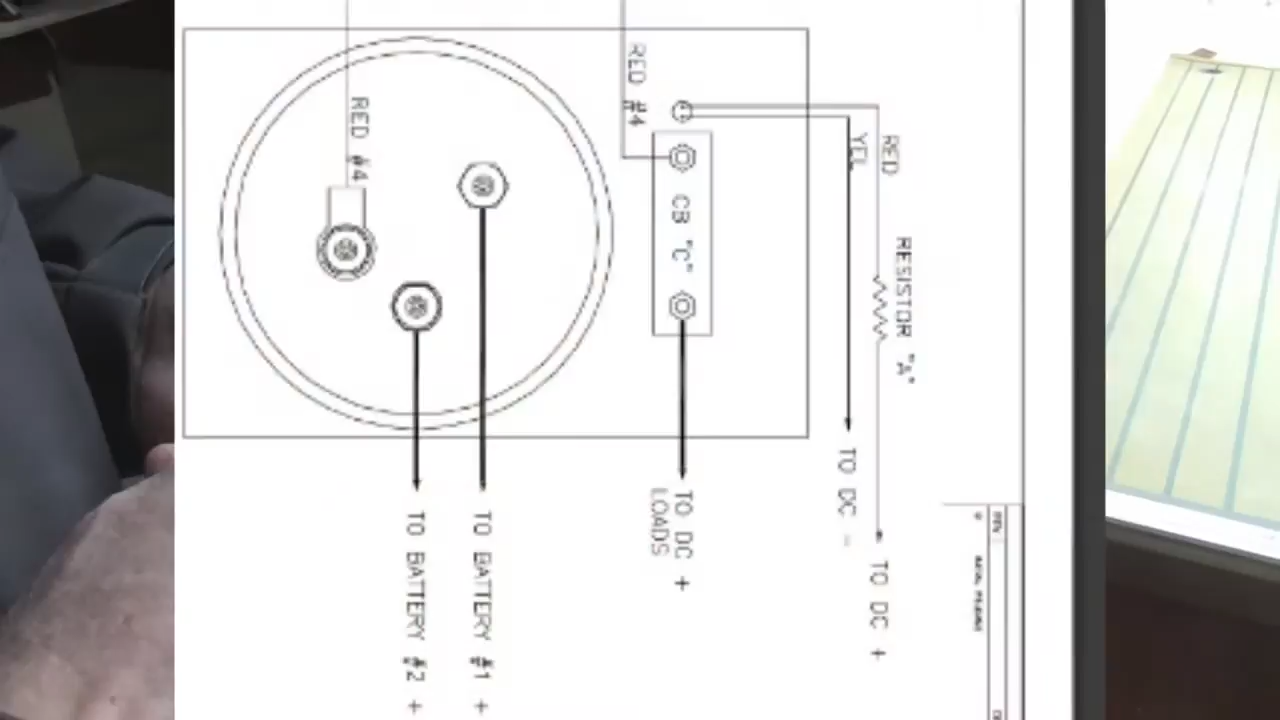 RED #4
RED #4
YEL
RED
CB "C"
RESISTOR "A"
TO DC -
TO DC +
TO DC +
LOADS
TO BATTERY #1 +
TO BATTERY #2 +